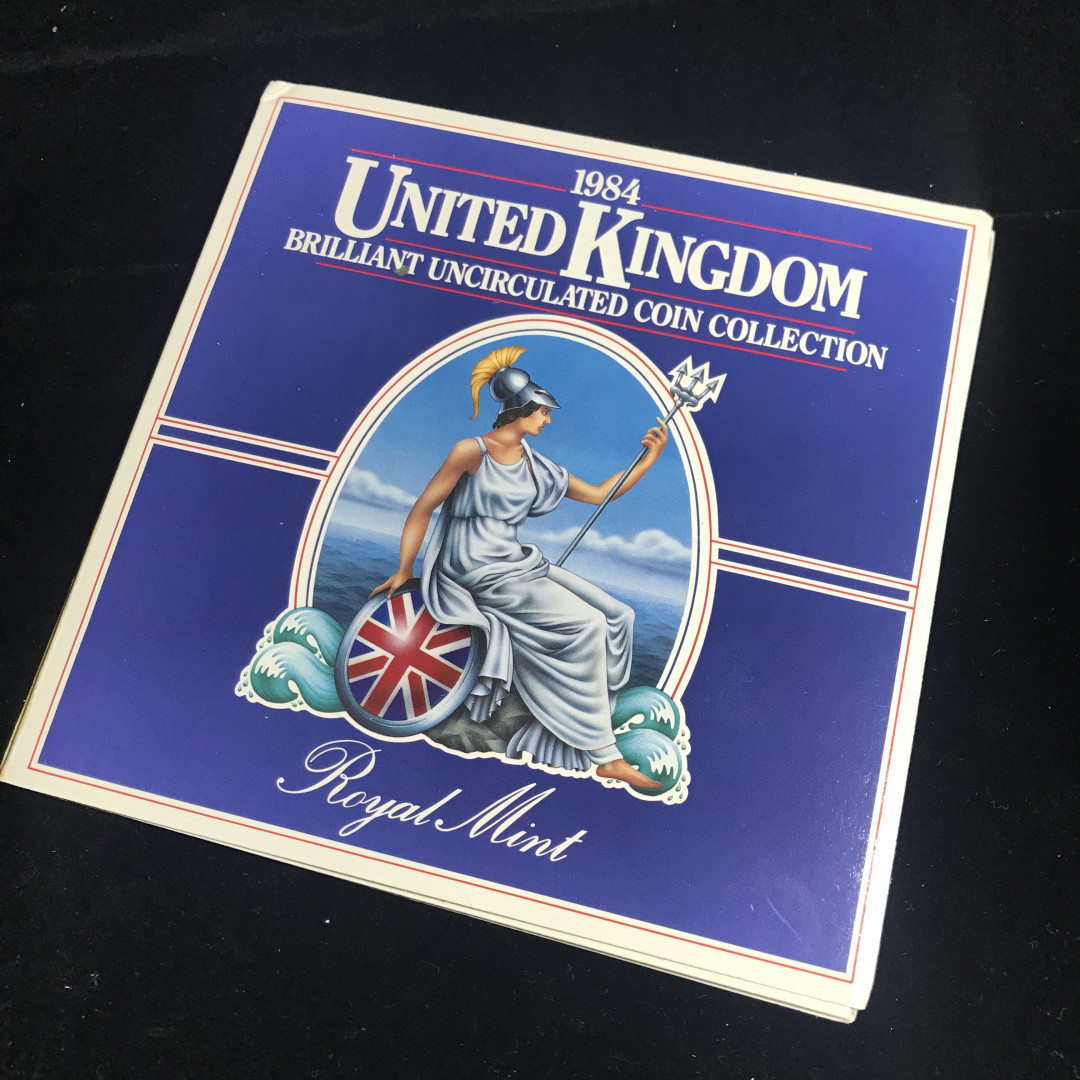 1984
UNITED KINGDOM
BRILLIANT UNCIRCULATED COIN COLLECTION
Royal Mint